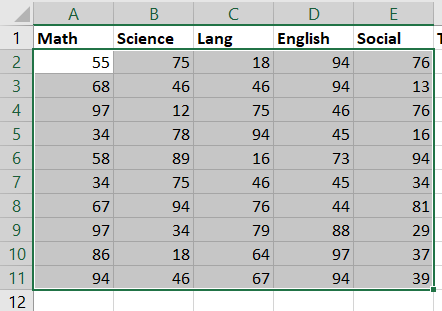 A B C D E
1 Math Science Lang English Social T
2 55 75 18 94 76
3 68 46 46 94 13
4 97 12 75 46 76
5 34 78 94 45 16
6 58 89 16 73 94
7 34 75 46 45 34
8 67 94 76 44 81
9 97 34 79 88 29
10 86 18 64 97 37
11 94 46 67 94 39
12